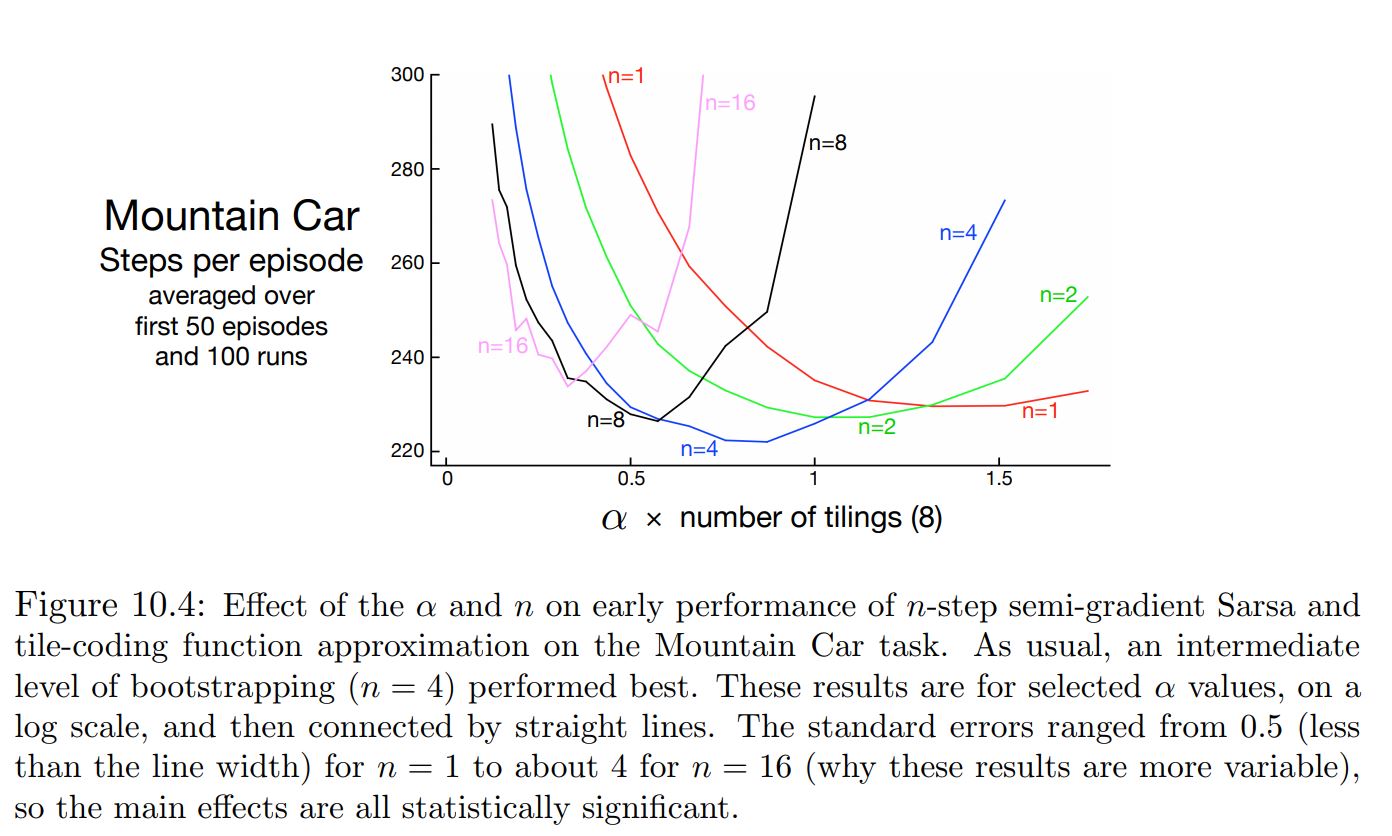 300
n=1
n=16
280
n=8
Mountain Car
Steps per episode
averaged over
first 50 episodes
and 100 runs
n=4
260
n=2
n=16
240
n=8
n=1
n=2
n=4
220
0 0.5 1 1.5
α × number of tilings (8)
Figure 10.4: Effect of the α and n on early performance of n-step semi-gradient Sarsa and
tile-coding function approximation on the Mountain Car task. As usual, an intermediate
level of bootstrapping (n = 4) performed best. These results are for selected α values, on a
log scale, and then connected by straight lines. The standard errors ranged from 0.5 (less
than the line width) for n = 1 to about 4 for n = 16 (why these results are more variable),
so the main effects are all statistically significant.